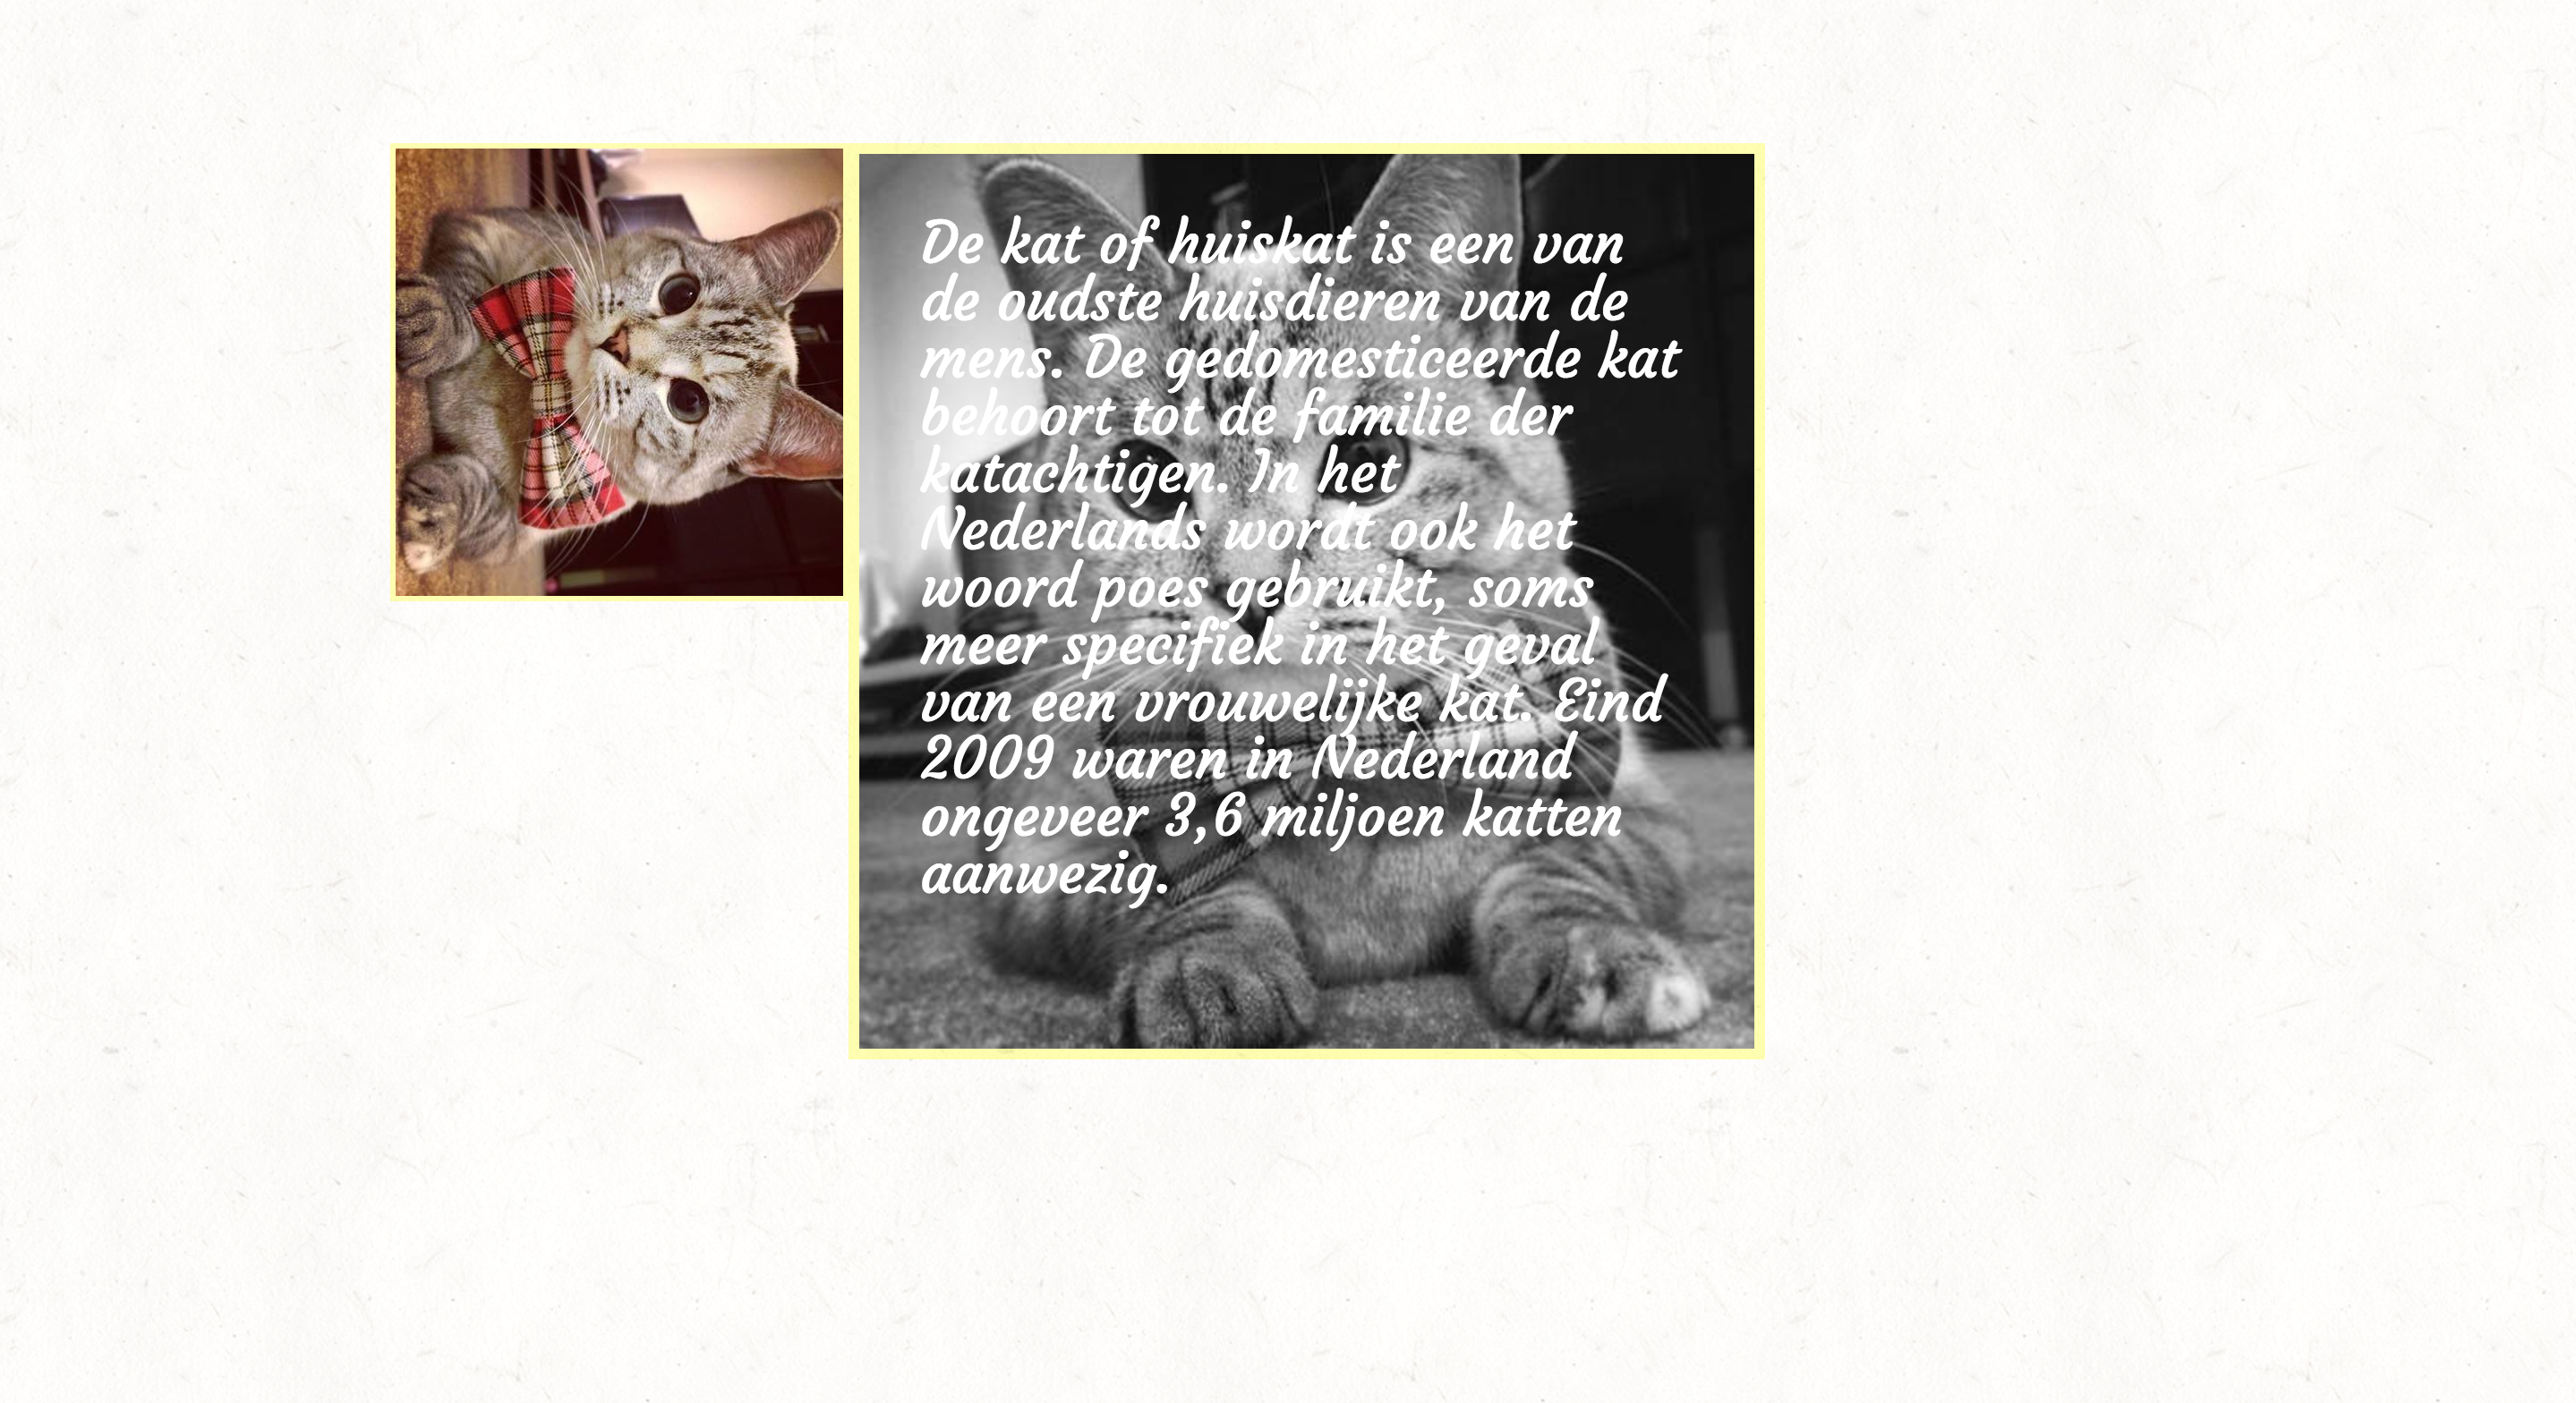 De kat of huiskat is een van
de oudste huisdieren van de
mens. De gedomesticeerde kat
behoort tot de familie der
katachtigen. In het
Nederlands wordt ook het
woord poes gebruikt, soms
meer specifiek in het geval
van een vrouwelijke kat. Eind
2009 waren in Nederland
ongeveer 3,6 miljoen katten
aanwezig.